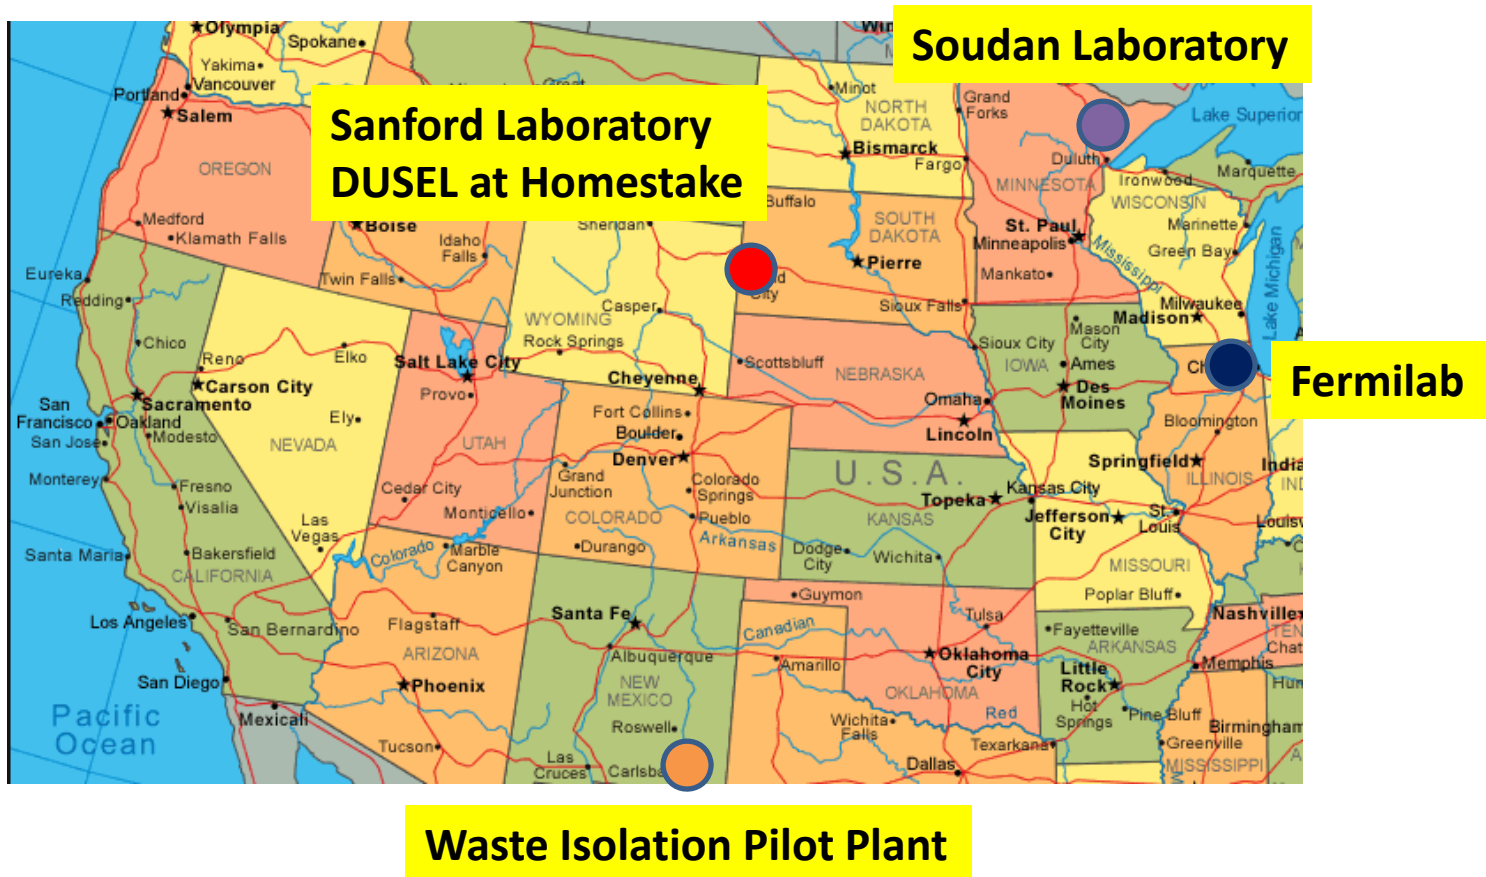 Soudan Laboratory
Sanford Laboratory
DUSEL at Homestake
Fermilab
Waste Isolation Pilot Plant
Olympia
Spokane
Yakima
Vancouver
Portland
Salem
OREGON
Medford
Klamath Falls
Boise
Idaho
Falls
Twin Falls
Sheridan
Casper
WYOMING
Rock Springs
Cheyenne
Buffalo
Minot
NORTH
DAKOTA
Bismarck
Fargo
Grand
Forks
SOUTH
DAKOTA
Pierre
City
Sioux Falls
Duluth
MINNESOTA
St. Paul
Minneapolis
Mankato
Mississippi
Lake Superior
Marquette
Ironwood
WISCONSIN
Marinette
Green Bay
Milwaukee
Madison
Lake Michigan
Eureka
Redding
Chico
Reno
Elko
Carson City
Sacramento
San
Francisco
Oakland
San Jose
Modesto
Ely
NEVADA
Monterey
Fresno
Visalia
Las
Vegas
Santa Maria
Bakersfield
CALIFORNIA
Los Angeles
San Bernardino
San Diego
Mexicali
Pacific
Ocean
Salt Lake City
Provo
UTAH
Cedar City
Monticello
Colorado
Marble
Canyon
Flagstaff
ARIZONA
Phoenix
Tucson
Fort Collins
Boulder
Denver
Grand
Junction
Colorado
Springs
COLORADO
Pueblo
Durango
Arkansas
Santa Fe
Albuquerque
NEW
MEXICO
Roswell
Las
Cruces
Scottsbluff
NEBRASKA
Omaha
Lincoln
U.S.A.
Topeka
KANSAS
Dodge
City
Wichita
Sioux City
Mason
City
IOWA
Ames
Des
Moines
Bloomington
Springfield
ILLINOIS
Kansas City
Jefferson
City
St.
Louis
MISSOURI
Poplar Bluff
Guymon
Tulsa
Canadian
Amarillo
Oklahoma
City
OKLAHOMA
Red
Wichita
Falls
Dallas
Texarkana
Fayetteville
ARKANSAS
Little
Rock
Hot
Springs
Pine Bluff
Nashville
Memphis
Birmingham
Greenville
MISSISSIPPI